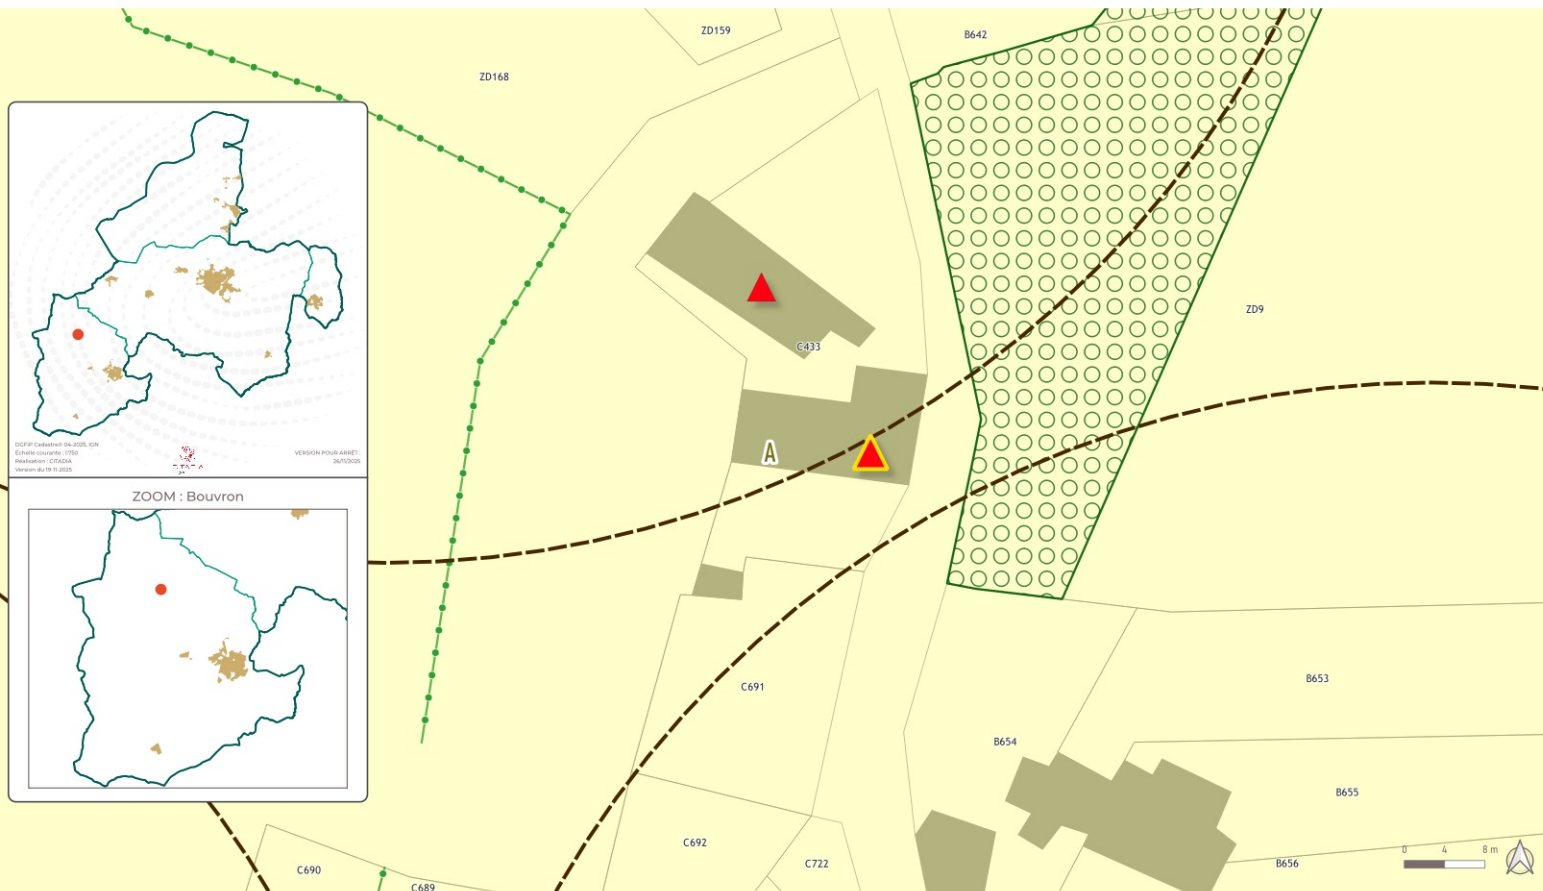 ZD159
B642
ZD168
ZD9
C433
A
DGFIP Cadastre® 04-2025, IGN
Échelle courants : 1/750
Réalisation : CITADIA
Version du 19-11-2025
VERSION POUR ARRÊT :
26/11/2025
ZOOM : Bouvron
C691
B653
B654
B655
C692
C722
B656
C690
C689
0 4 8 m